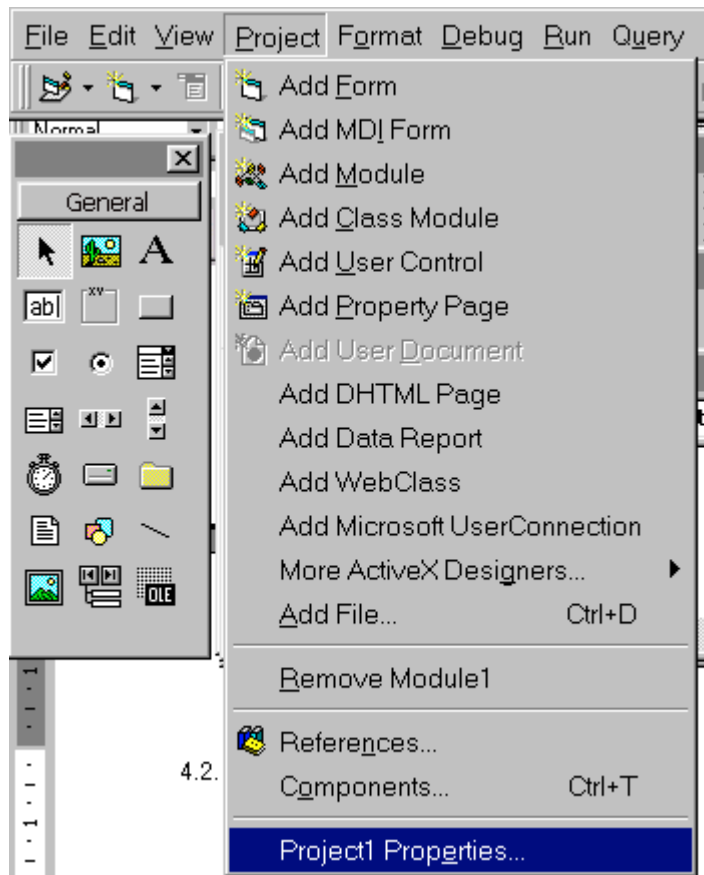 File Edit View Project Format Debug Run Query
Normal
General
A
ab|
xv
OLE
Add Form
Add MDI Form
Add Module
Add Class Module
Add User Control
Add Property Page
Add User Document
Add DHTML Page
Add Data Report
Add WebClass
Add Microsoft UserConnection
More ActiveX Designers...
Add File... Ctrl+D
Remove Module1
References...
Components... Ctrl+T
Project1 Properties...
4.2.